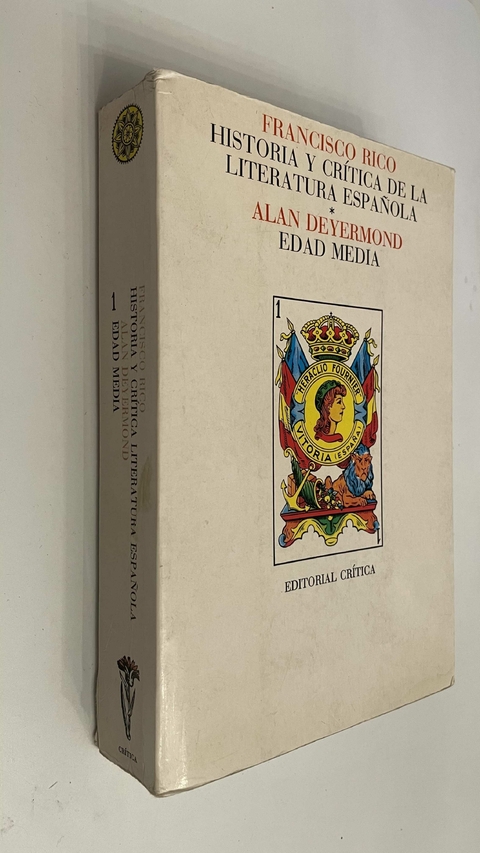 FRANCISCO RICO
HISTORIA Y CRÍTICA DE LA
LITERATURA ESPAÑOLA
*
ALAN DEYERMOND
EDAD MEDIA
1
HERACLIO FOURNIER
VITORIA (ESPAÑA)
1
EDITORIAL CRÍTICA
FRANCISCO RICO
HISTORIA Y CRÍTICA LITERATURA ESPAÑOLA
ALAN DEYERMOND
1 EDAD MEDIA
CRÍTICA